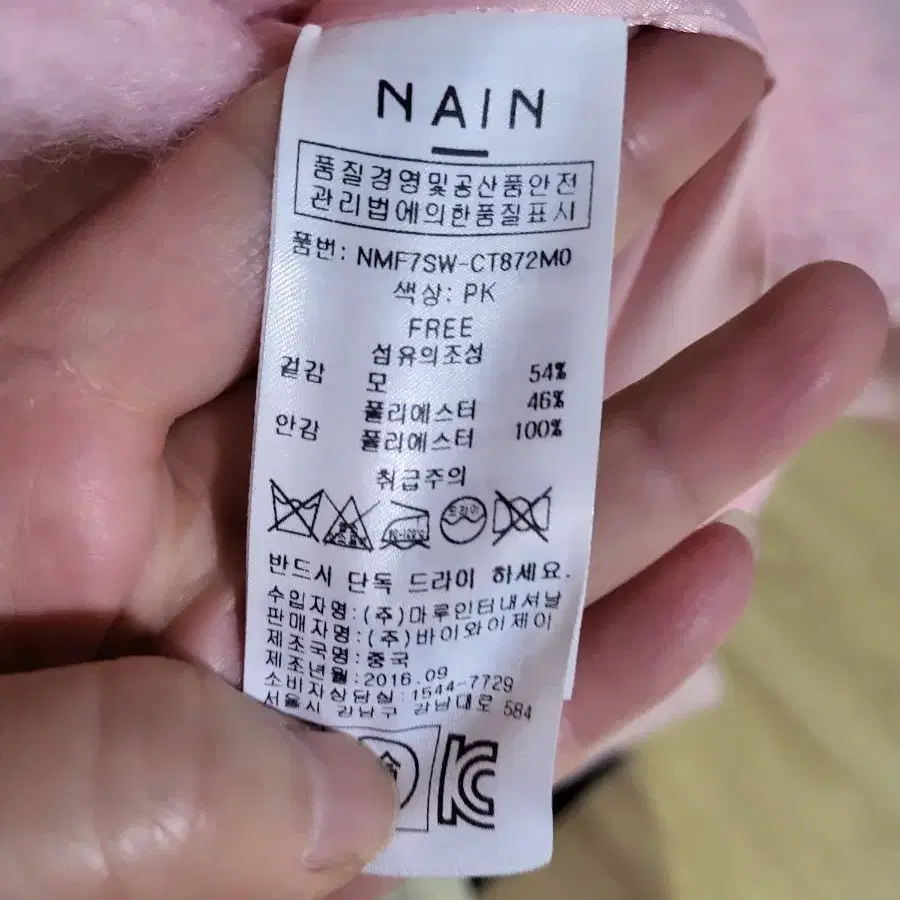 NAIN
품질경영및공산품안전
관리법에의한품질표시
품번: NMF7SW-CT872M0
색상: PK
FREE
섬유의조성
겉감 모 54%
폴리에스터 46%
안감 폴리에스터 100%
취급주의
드라이
반드시 단독 드라이 하세요.
수입자명:(주)마루인터내셔날
판매자명:(주)바이와이제이
제조국명:중국
제조년월:2016.09
소비자상담실:1544-7729
서울시 강남구 강남대로 584